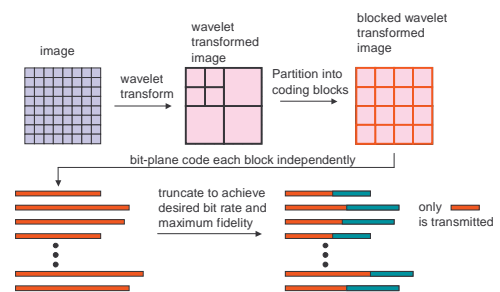 image
wavelet
transform
wavelet
transformed
image
Partition into
coding blocks
blocked wavelet
transformed
image
bit-plane code each block independently
truncate to achieve
desired bit rate and
maximum fidelity
only
is transmitted